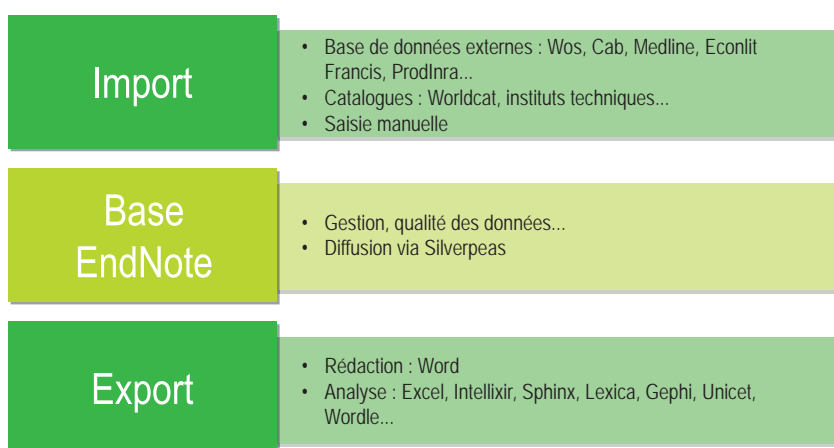 Import
• Base de données externes : Wos, Cab, Medline, Econlit
Francis, ProdInra...
• Catalogues : Worldcat, instituts techniques...
• Saisie manuelle
Base
EndNote
• Gestion, qualité des données...
• Diffusion via Silverpeas
Export
• Rédaction : Word
• Analyse : Excel, Intellixir, Sphinx, Lexica, Gephi, Unicet,
Wordle...